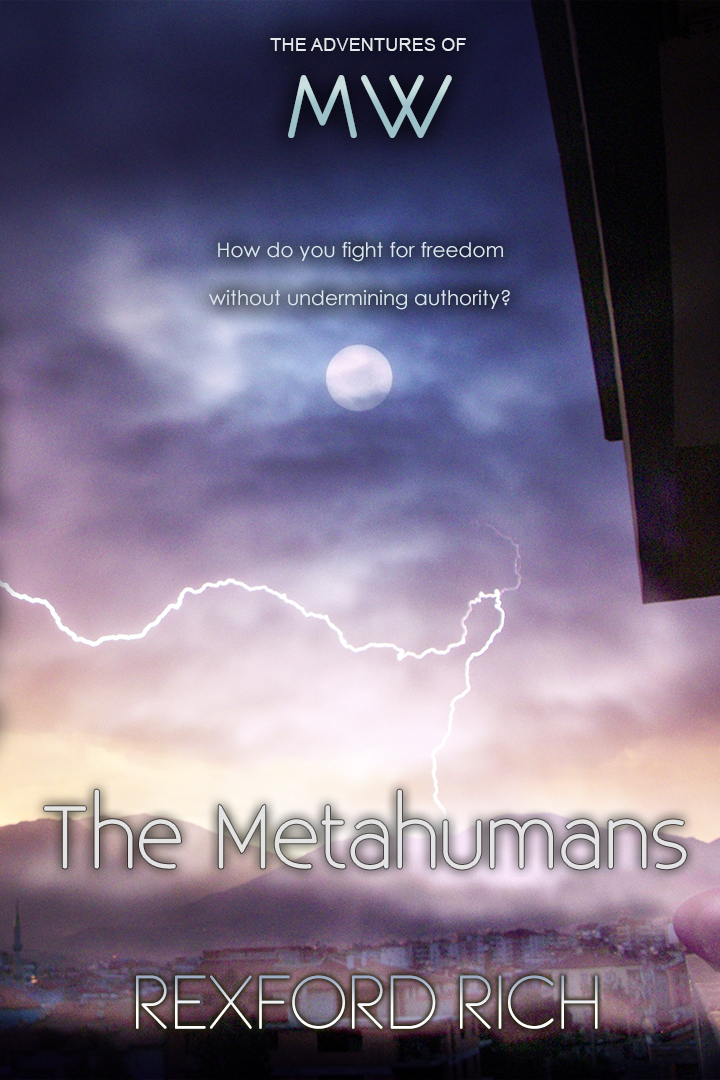 THE ADVENTURES OF
MW
How do you fight for freedom
without undermining authority?
The Metahumans
REXFORD RICH